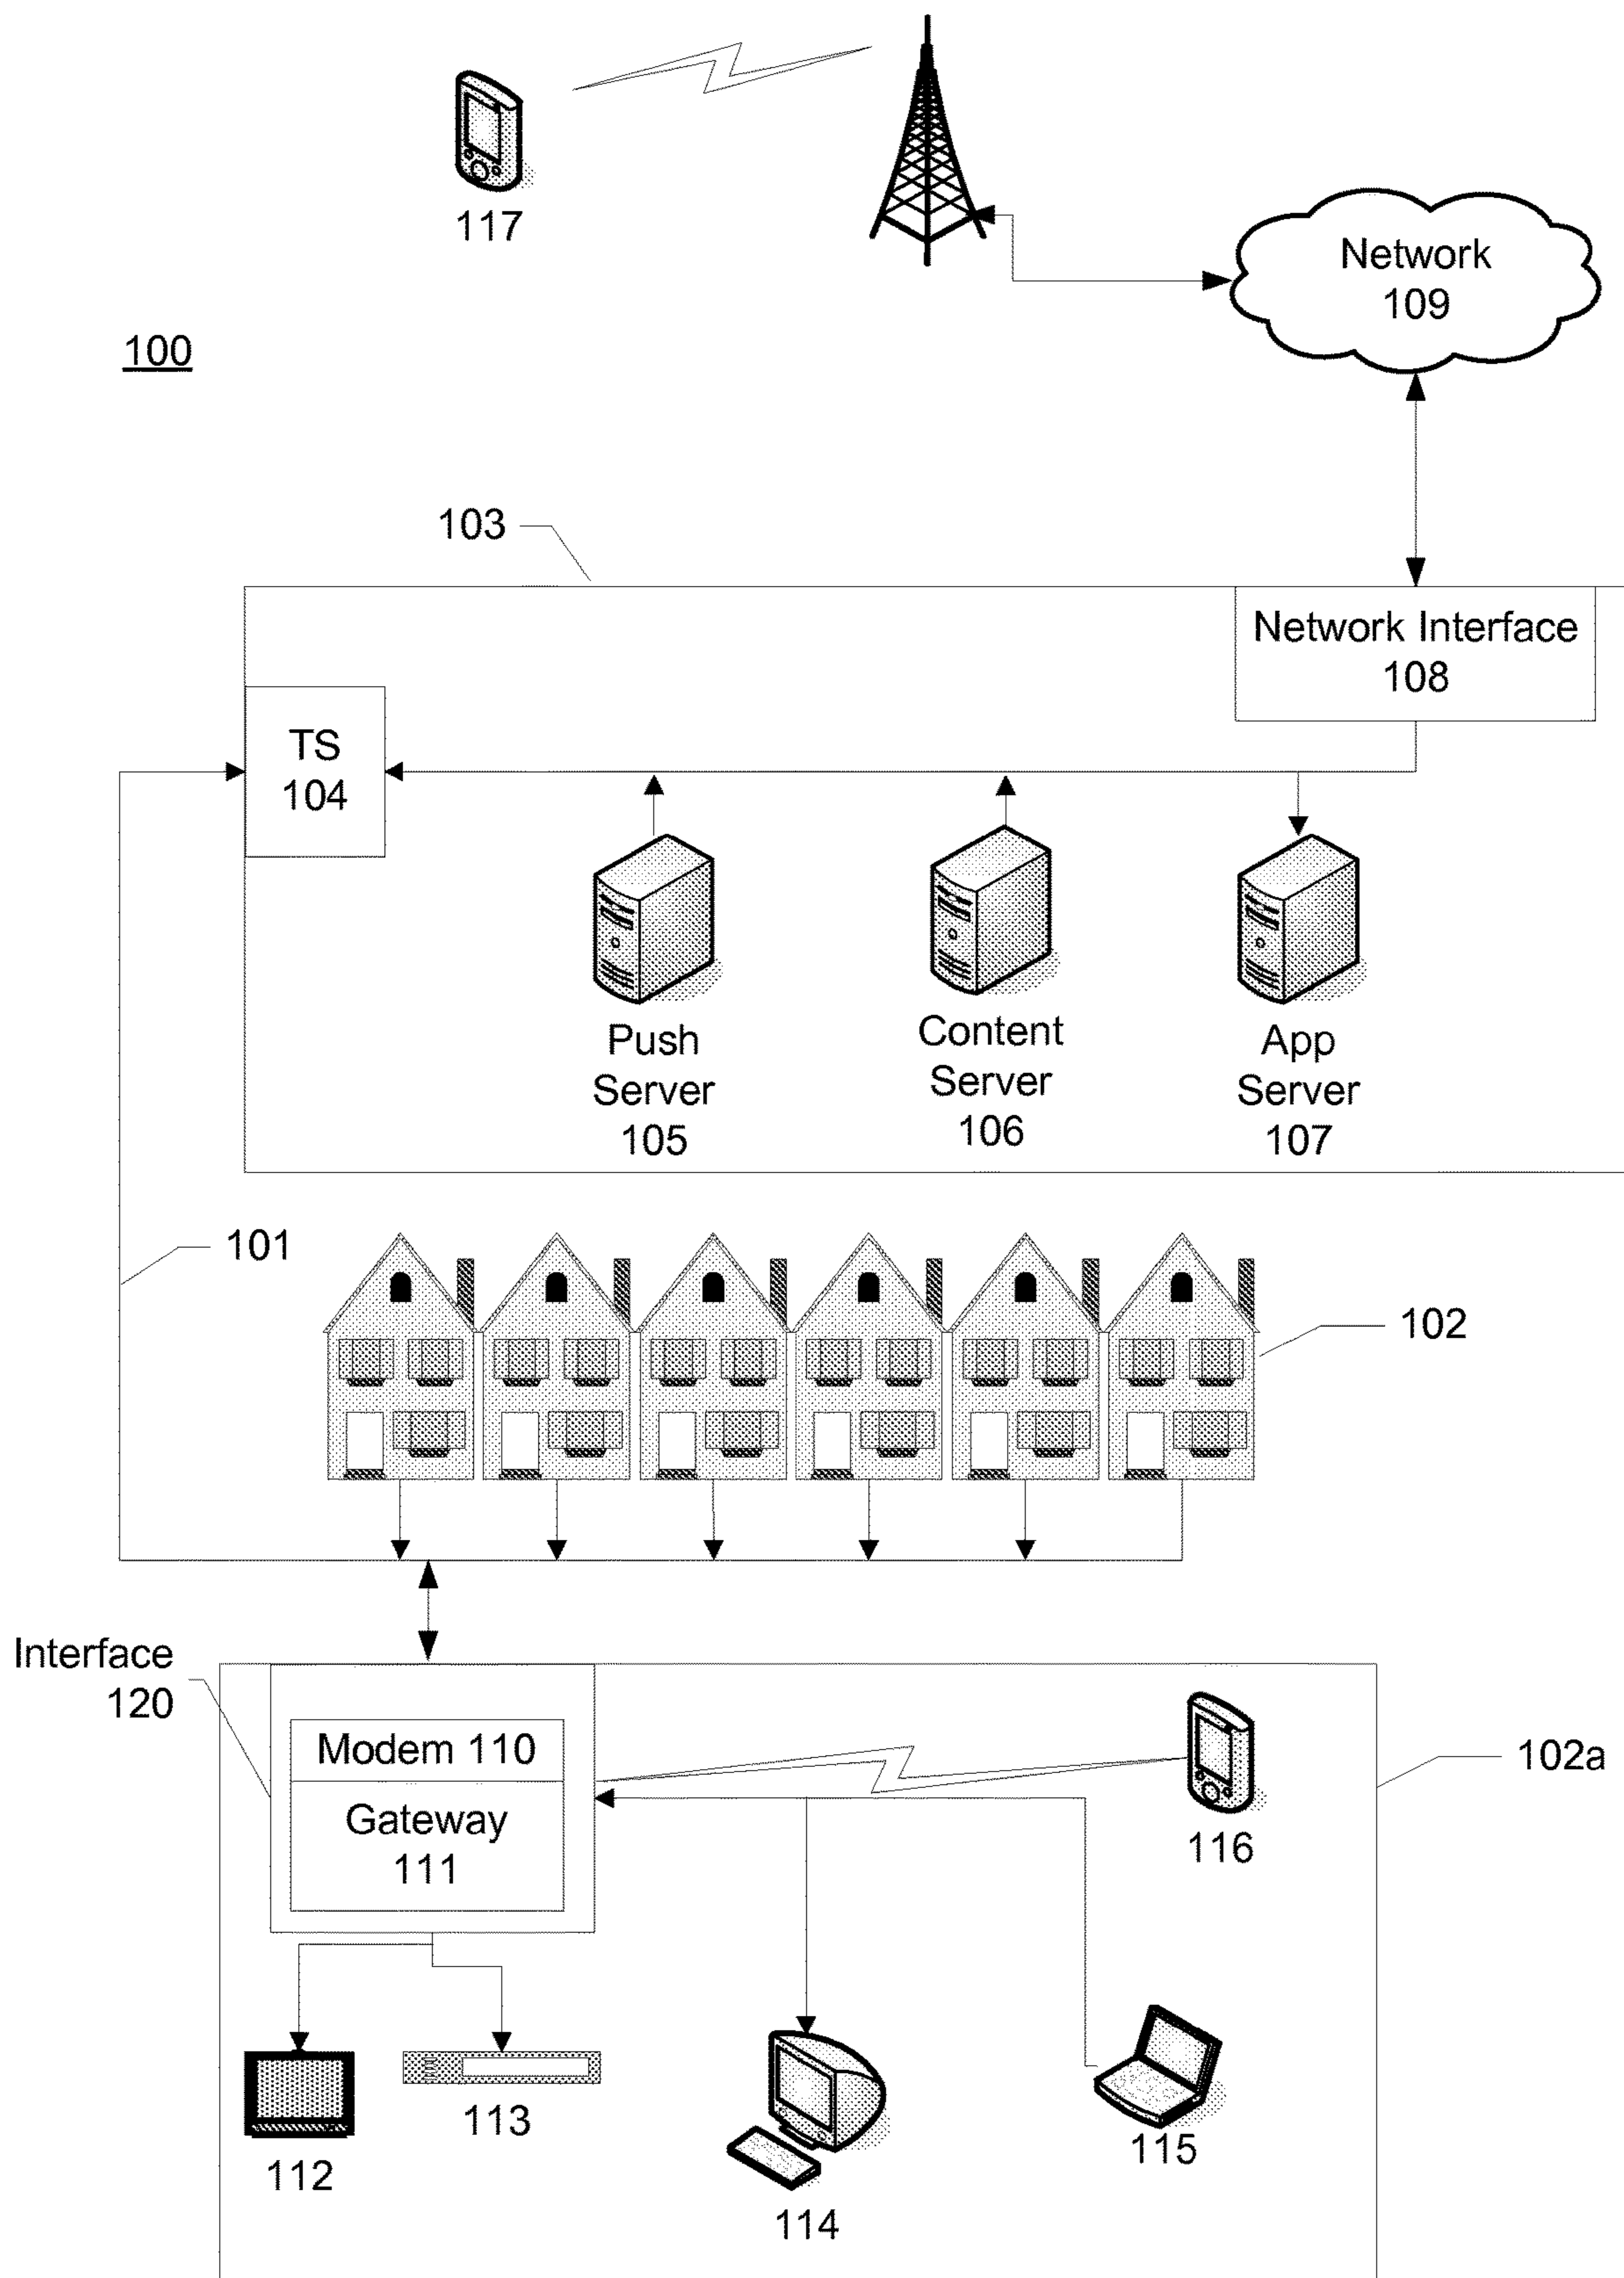 117
Network
109
100
103
Network Interface
108
TS
104
Push
Server
105
Content
Server
106
App
Server
107
101
102
Interface
120
Modem 110
Gateway
111
102a
116
112
113
114
115